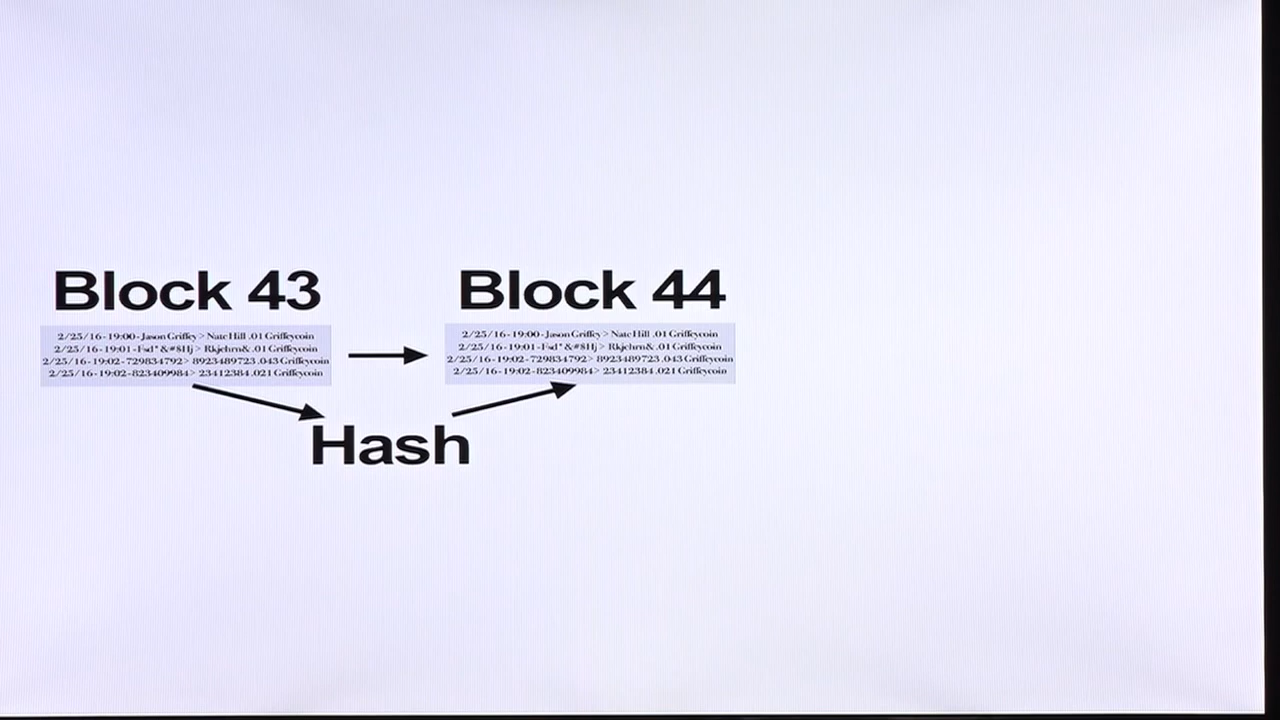 Block 43
2/25/16 - 19:00 - Jason Griffey > Nate Hill .01 Griffeycoin
2/25/16 - 19:01 - Fsd*&#$Hj > Rkjehrn& .01 Griffeycoin
2/25/16 - 19:02 - 729834792> 8923489723 .043 Griffeycoin
2/25/16 - 19:02 - 823409984> 23412384 .021 Griffeycoin
Block 44
2/25/16 - 19:00 - Jason Griffey > Nate Hill .01 Griffeycoin
2/25/16 - 19:01 - Fsd*&#$Hj > Rkjehrn& .01 Griffeycoin
2/25/16 - 19:02 - 729834792> 8923489723 .043 Griffeycoin
2/25/16 - 19:02 - 823409984> 23412384 .021 Griffeycoin
Hash